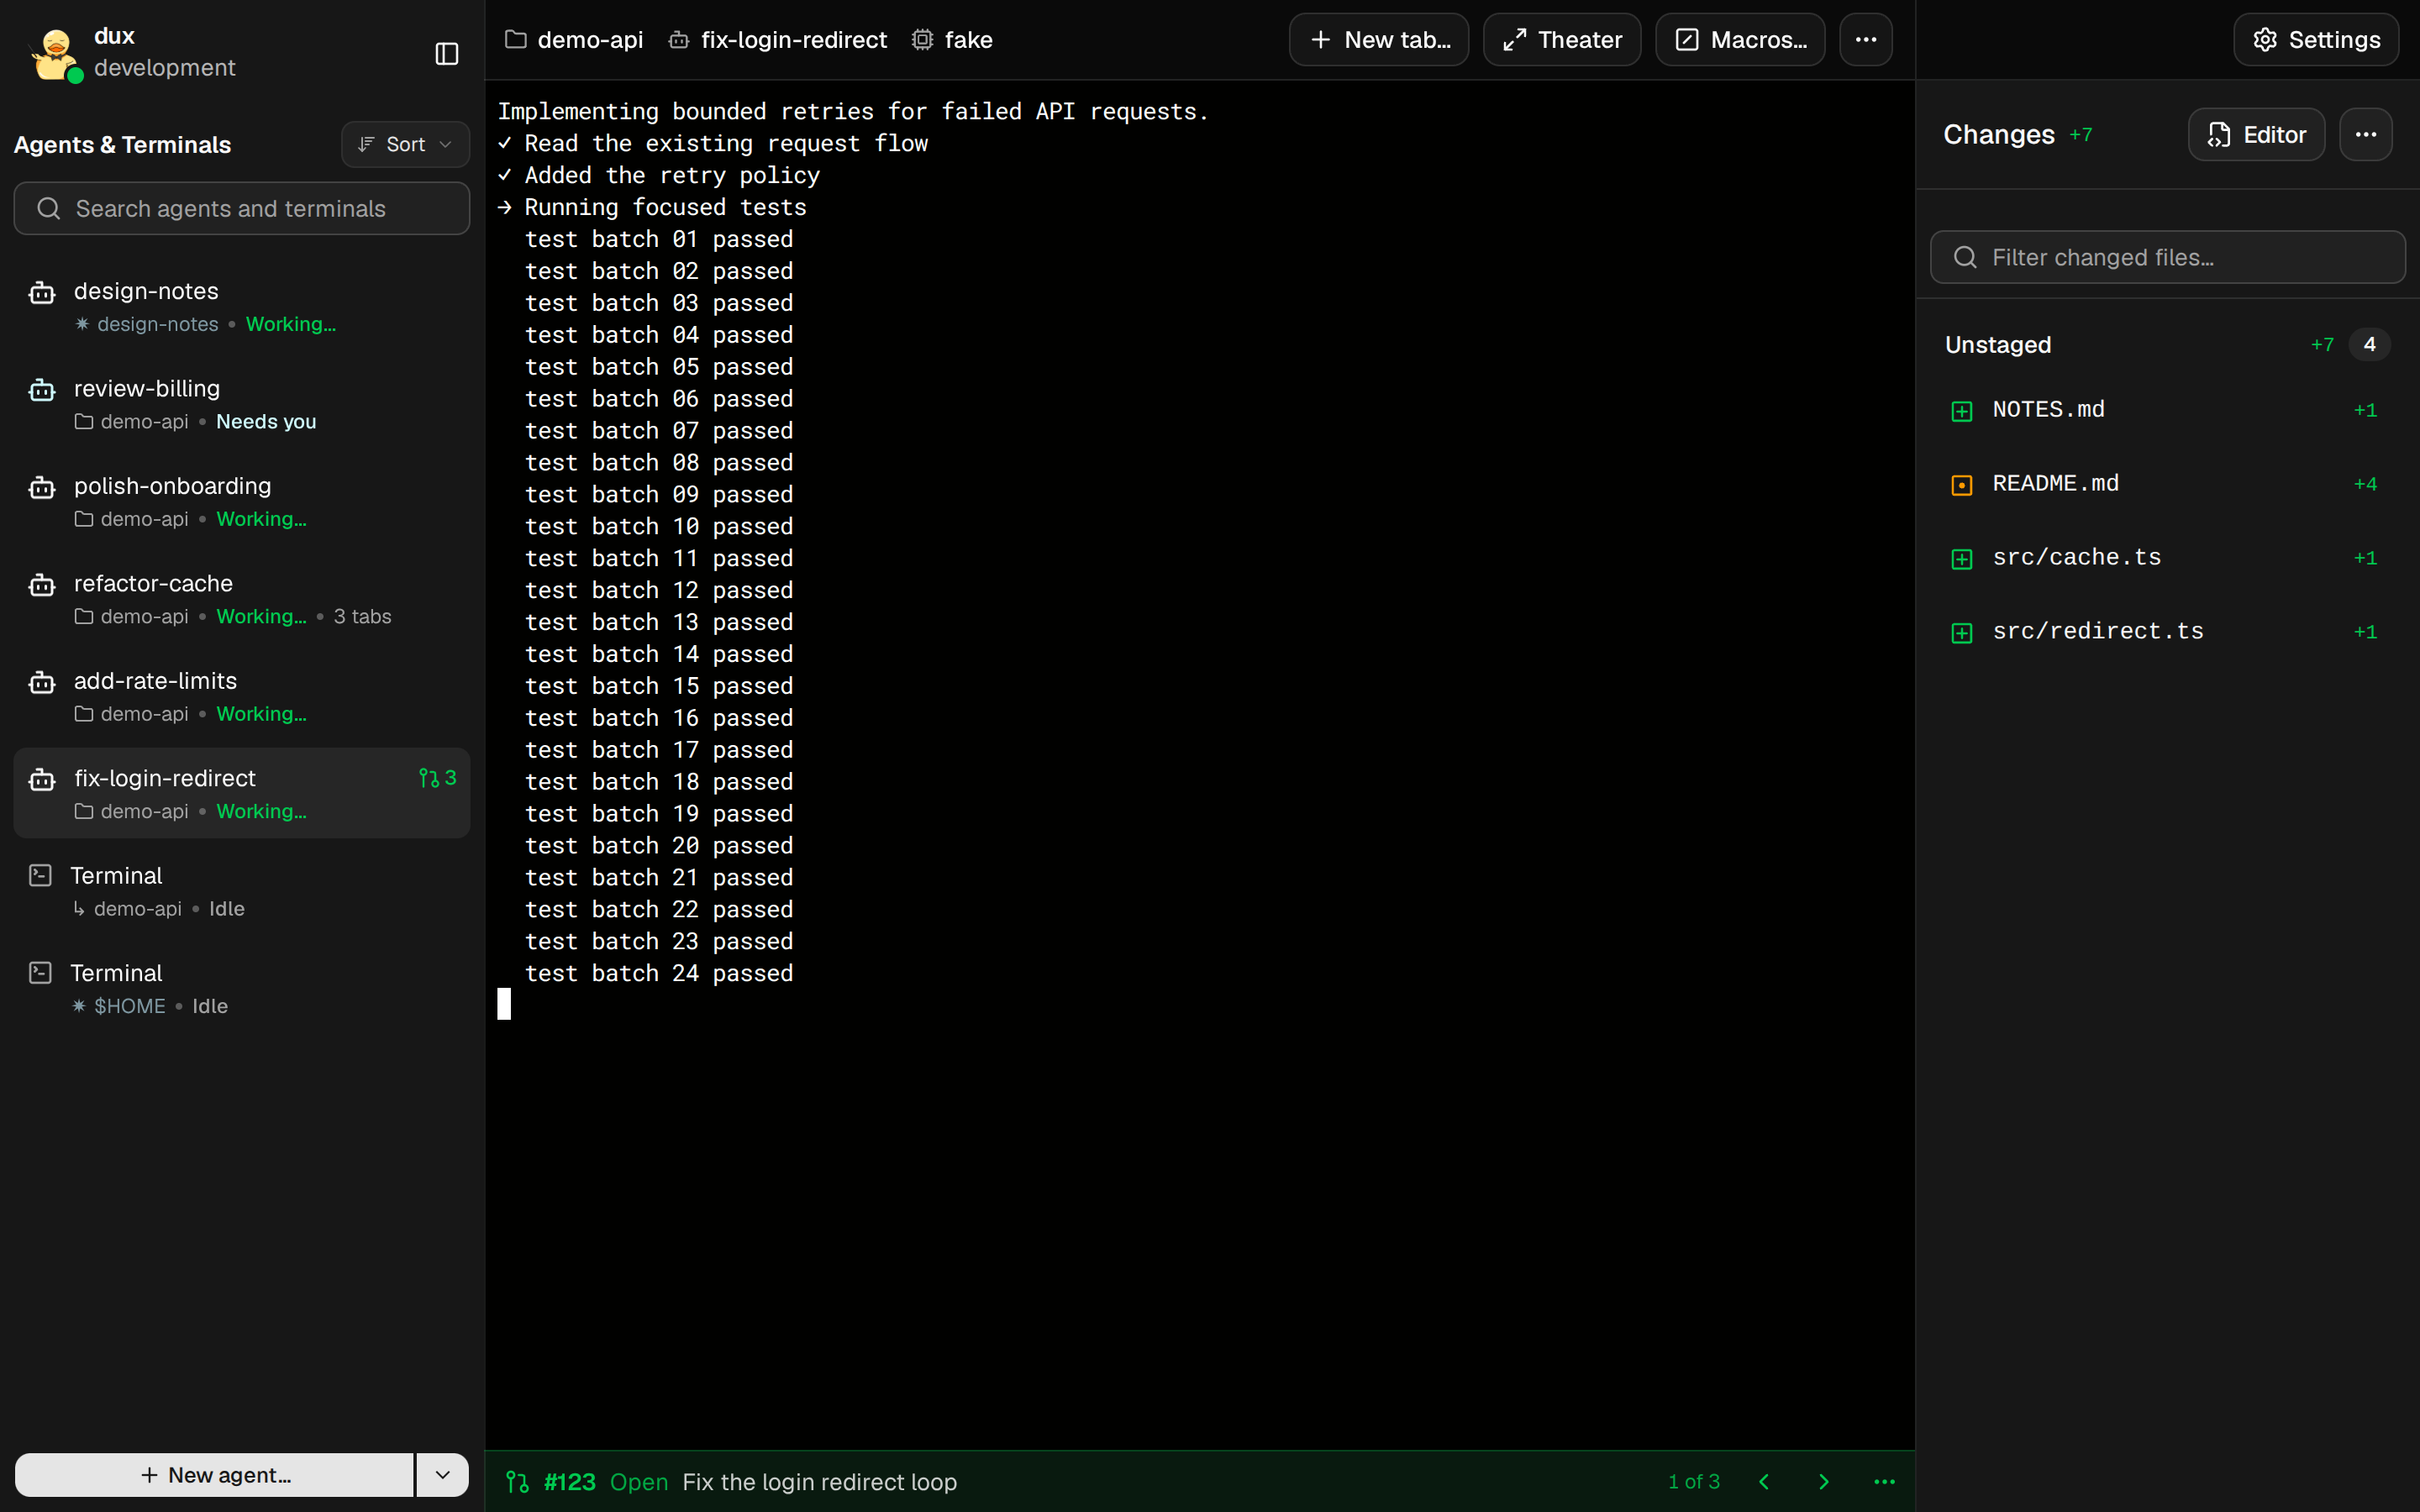 dux
development
Agents & Terminals
Sort
Search agents and terminals
design-notes
design-notes • Working...
review-billing
demo-api • Needs you
polish-onboarding
demo-api • Working...
refactor-cache
demo-api • Working... • 3 tabs
add-rate-limits
demo-api • Working...
fix-login-redirect 3
demo-api • Working...
Terminal
↳ demo-api • Idle
Terminal
✷ $HOME • Idle
+ New agent...
demo-api fix-login-redirect fake
+ New tab... Theater Macros... ...
Implementing bounded retries for failed API requests.
✓ Read the existing request flow
✓ Added the retry policy
→ Running focused tests
test batch 01 passed
test batch 02 passed
test batch 03 passed
test batch 04 passed
test batch 05 passed
test batch 06 passed
test batch 07 passed
test batch 08 passed
test batch 09 passed
test batch 10 passed
test batch 11 passed
test batch 12 passed
test batch 13 passed
test batch 14 passed
test batch 15 passed
test batch 16 passed
test batch 17 passed
test batch 18 passed
test batch 19 passed
test batch 20 passed
test batch 21 passed
test batch 22 passed
test batch 23 passed
test batch 24 passed
#123 Open Fix the login redirect loop
1 of 3
Settings
Changes +7
Editor
Filter changed files...
Unstaged +7 4
NOTES.md +1
README.md +4
src/cache.ts +1
src/redirect.ts +1